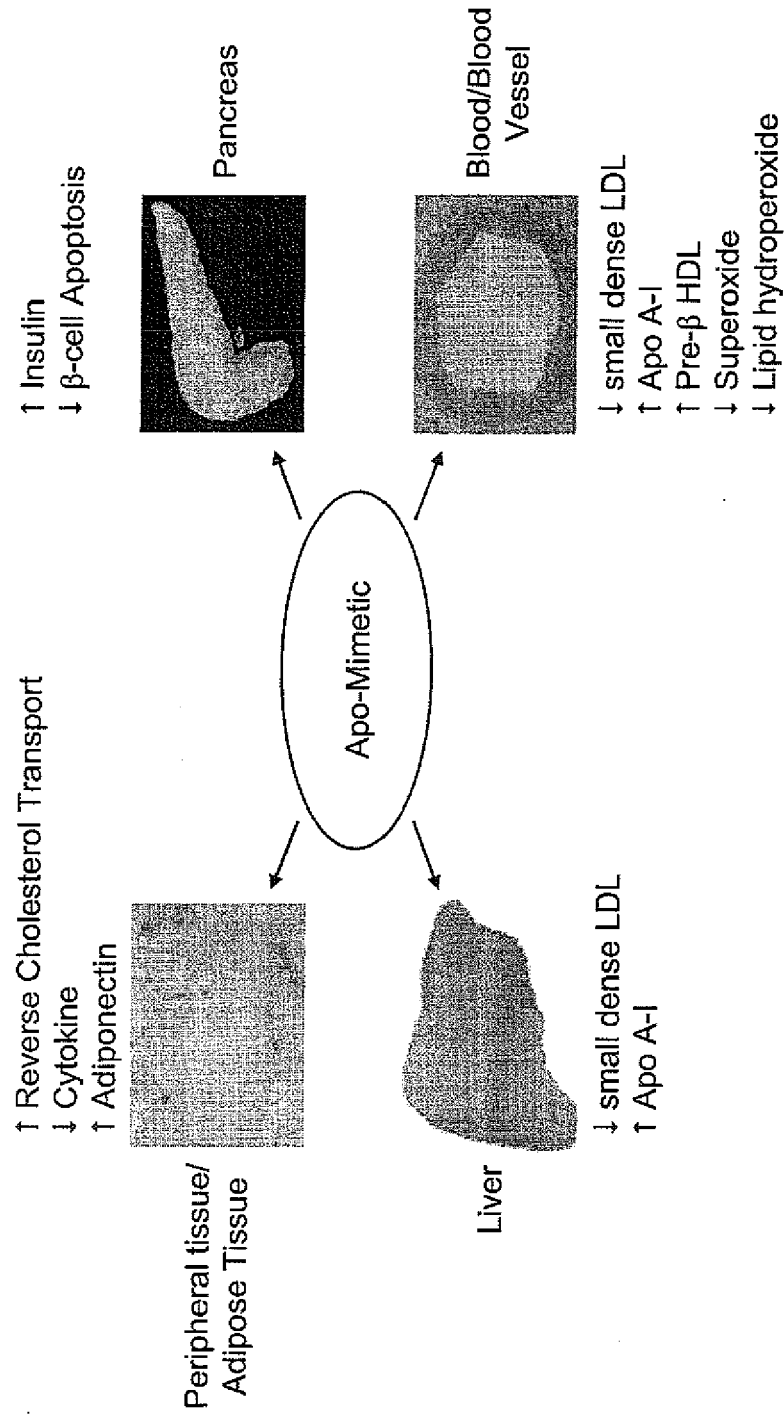 ↑ Reverse Cholesterol Transport
↓ Cytokine
↑ Adiponectin
Peripheral tissue/
Adipose Tissue
↑ Insulin
↓ β-cell Apoptosis
Pancreas
Apo-Mimetic
Liver
↓ small dense LDL
↑ Apo A-I
Blood/Blood
Vessel
↓ small dense LDL
↑ Apo A-I
↑ Pre-β HDL
↓ Superoxide
↓ Lipid hydroperoxide